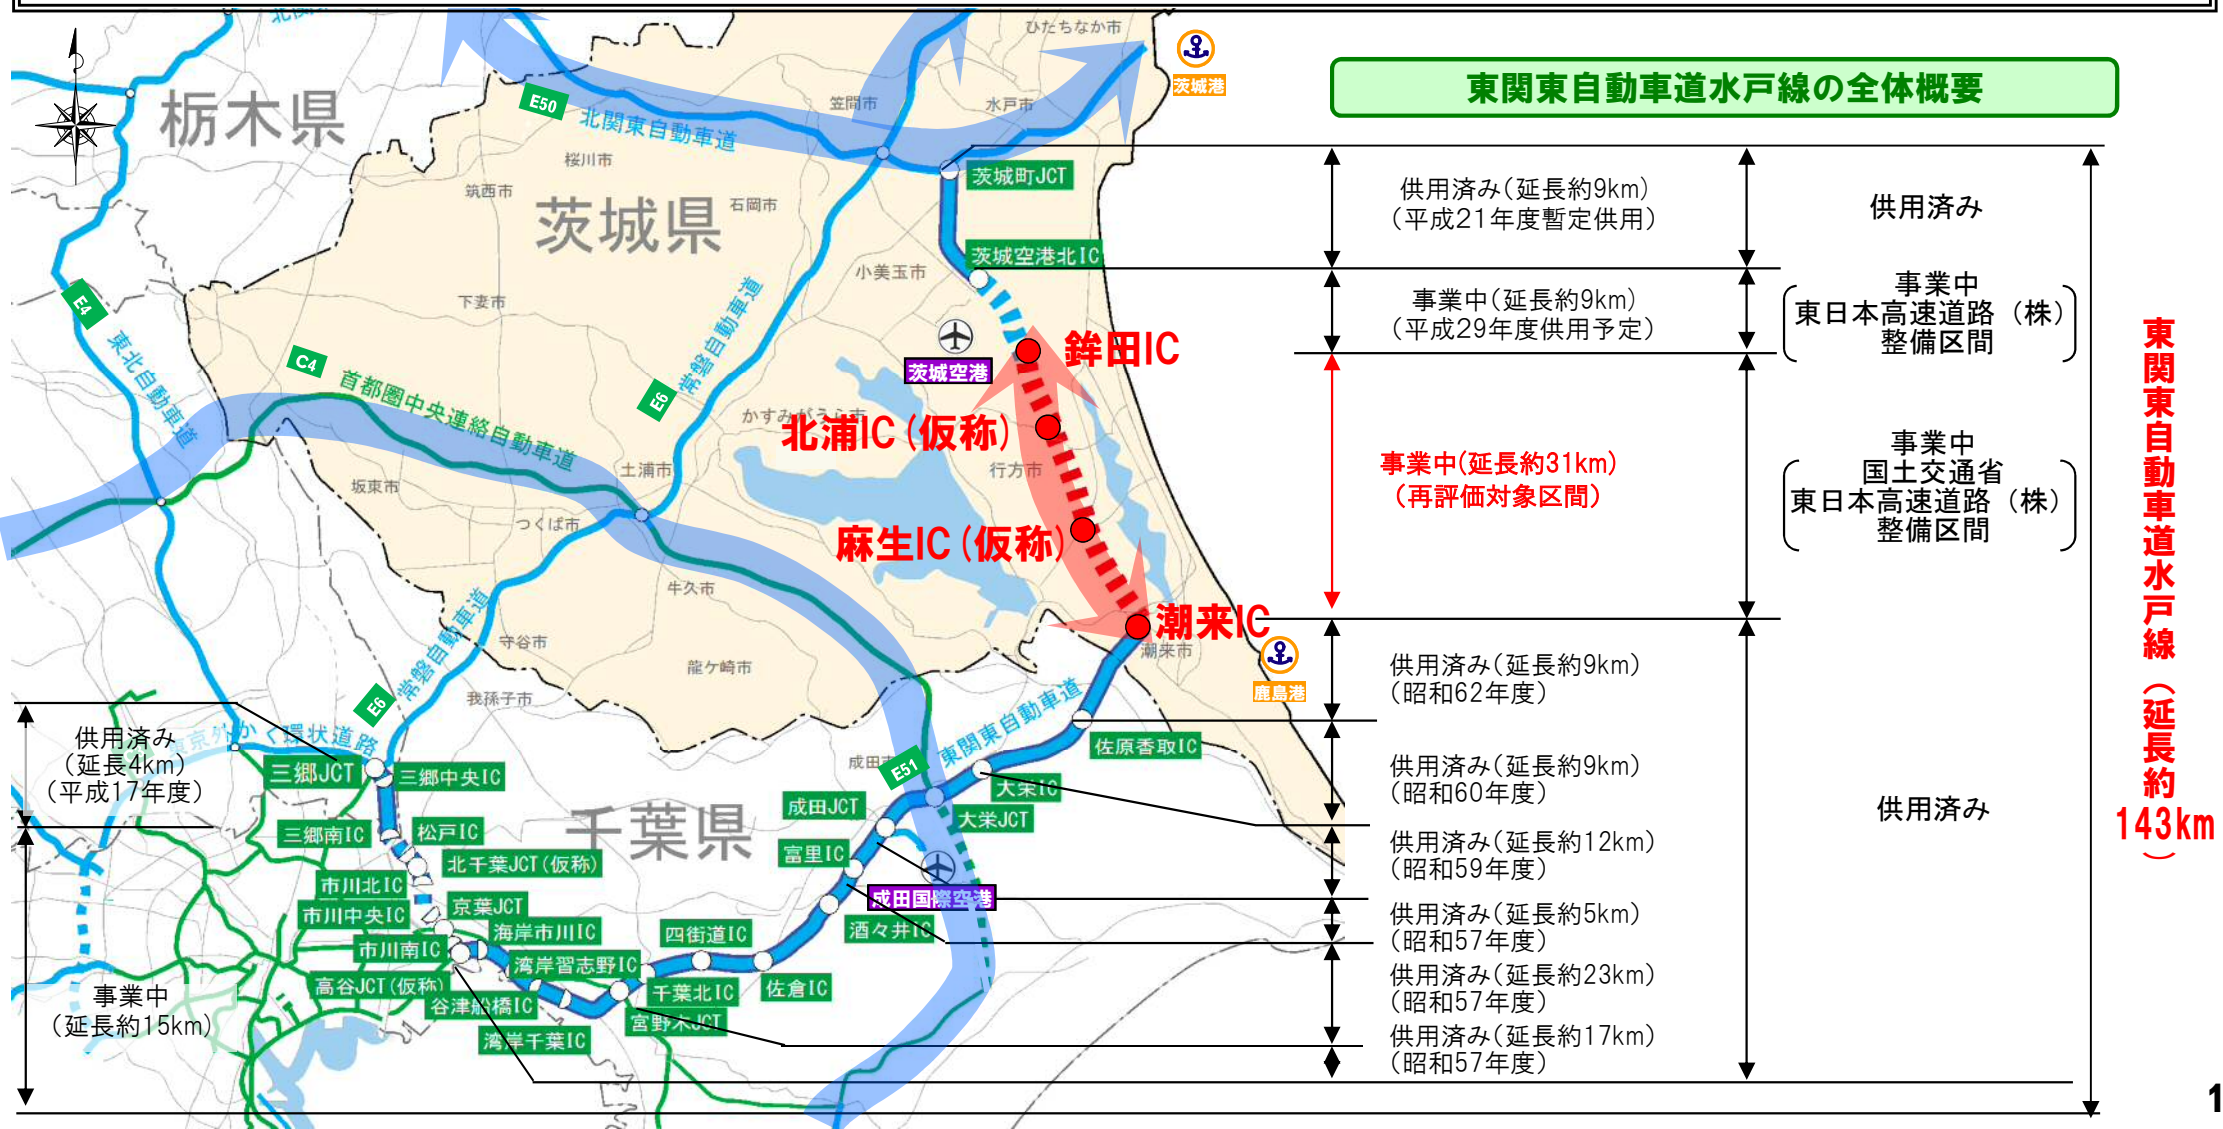 東関東自動車道水戸線の全体概要
ひたちなか市
茨城港
栃木県
E50
北関東自動車道
笠間市
水戸市
桜川市
筑西市
茨城県
石岡市
茨城町JCT
茨城空港北IC
小美玉市
下妻市
E4
東北自動車道
C4
首都圏中央連絡自動車道
E6
常磐自動車道
茨城空港
鉾田IC
かすみがうら市
北浦IC(仮称)
行方市
土浦市
坂東市
つくば市
麻生IC(仮称)
牛久市
潮来IC
潮来市
鹿島港
守谷市
龍ケ崎市
我孫子市
E6
常磐自動車道
東京外かく環状道路
成田市
E51
東関東自動車道
佐原香取IC
大栄IC
大栄JCT
成田JCT
富里IC
成田国際空港
酒々井IC
千葉県
三郷JCT
三郷中央IC
三郷南IC
松戸IC
北千葉JCT(仮称)
市川北IC
市川中央IC
京葉JCT
市川南IC
海岸市川IC
湾岸習志野IC
高谷JCT(仮称)
谷津船橋IC
湾岸千葉IC
四街道IC
佐倉IC
千葉北IC
宮野木JCT
供用済み
(延長4km)
(平成17年度)
事業中
(延長約15km)
供用済み(延長約9km)
(平成21年度暫定供用)
事業中(延長約9km)
(平成29年度供用予定)
事業中(延長約31km)
(再評価対象区間)
供用済み(延長約9km)
(昭和62年度)
供用済み(延長約9km)
(昭和60年度)
供用済み(延長約12km)
(昭和59年度)
供用済み(延長約5km)
(昭和57年度)
供用済み(延長約23km)
(昭和57年度)
供用済み(延長約17km)
(昭和57年度)
供用済み
事業中
東日本高速道路(株)
整備区間
事業中
国土交通省
東日本高速道路(株)
整備区間
供用済み
東関東自動車道水戸線(延長約143km)
1